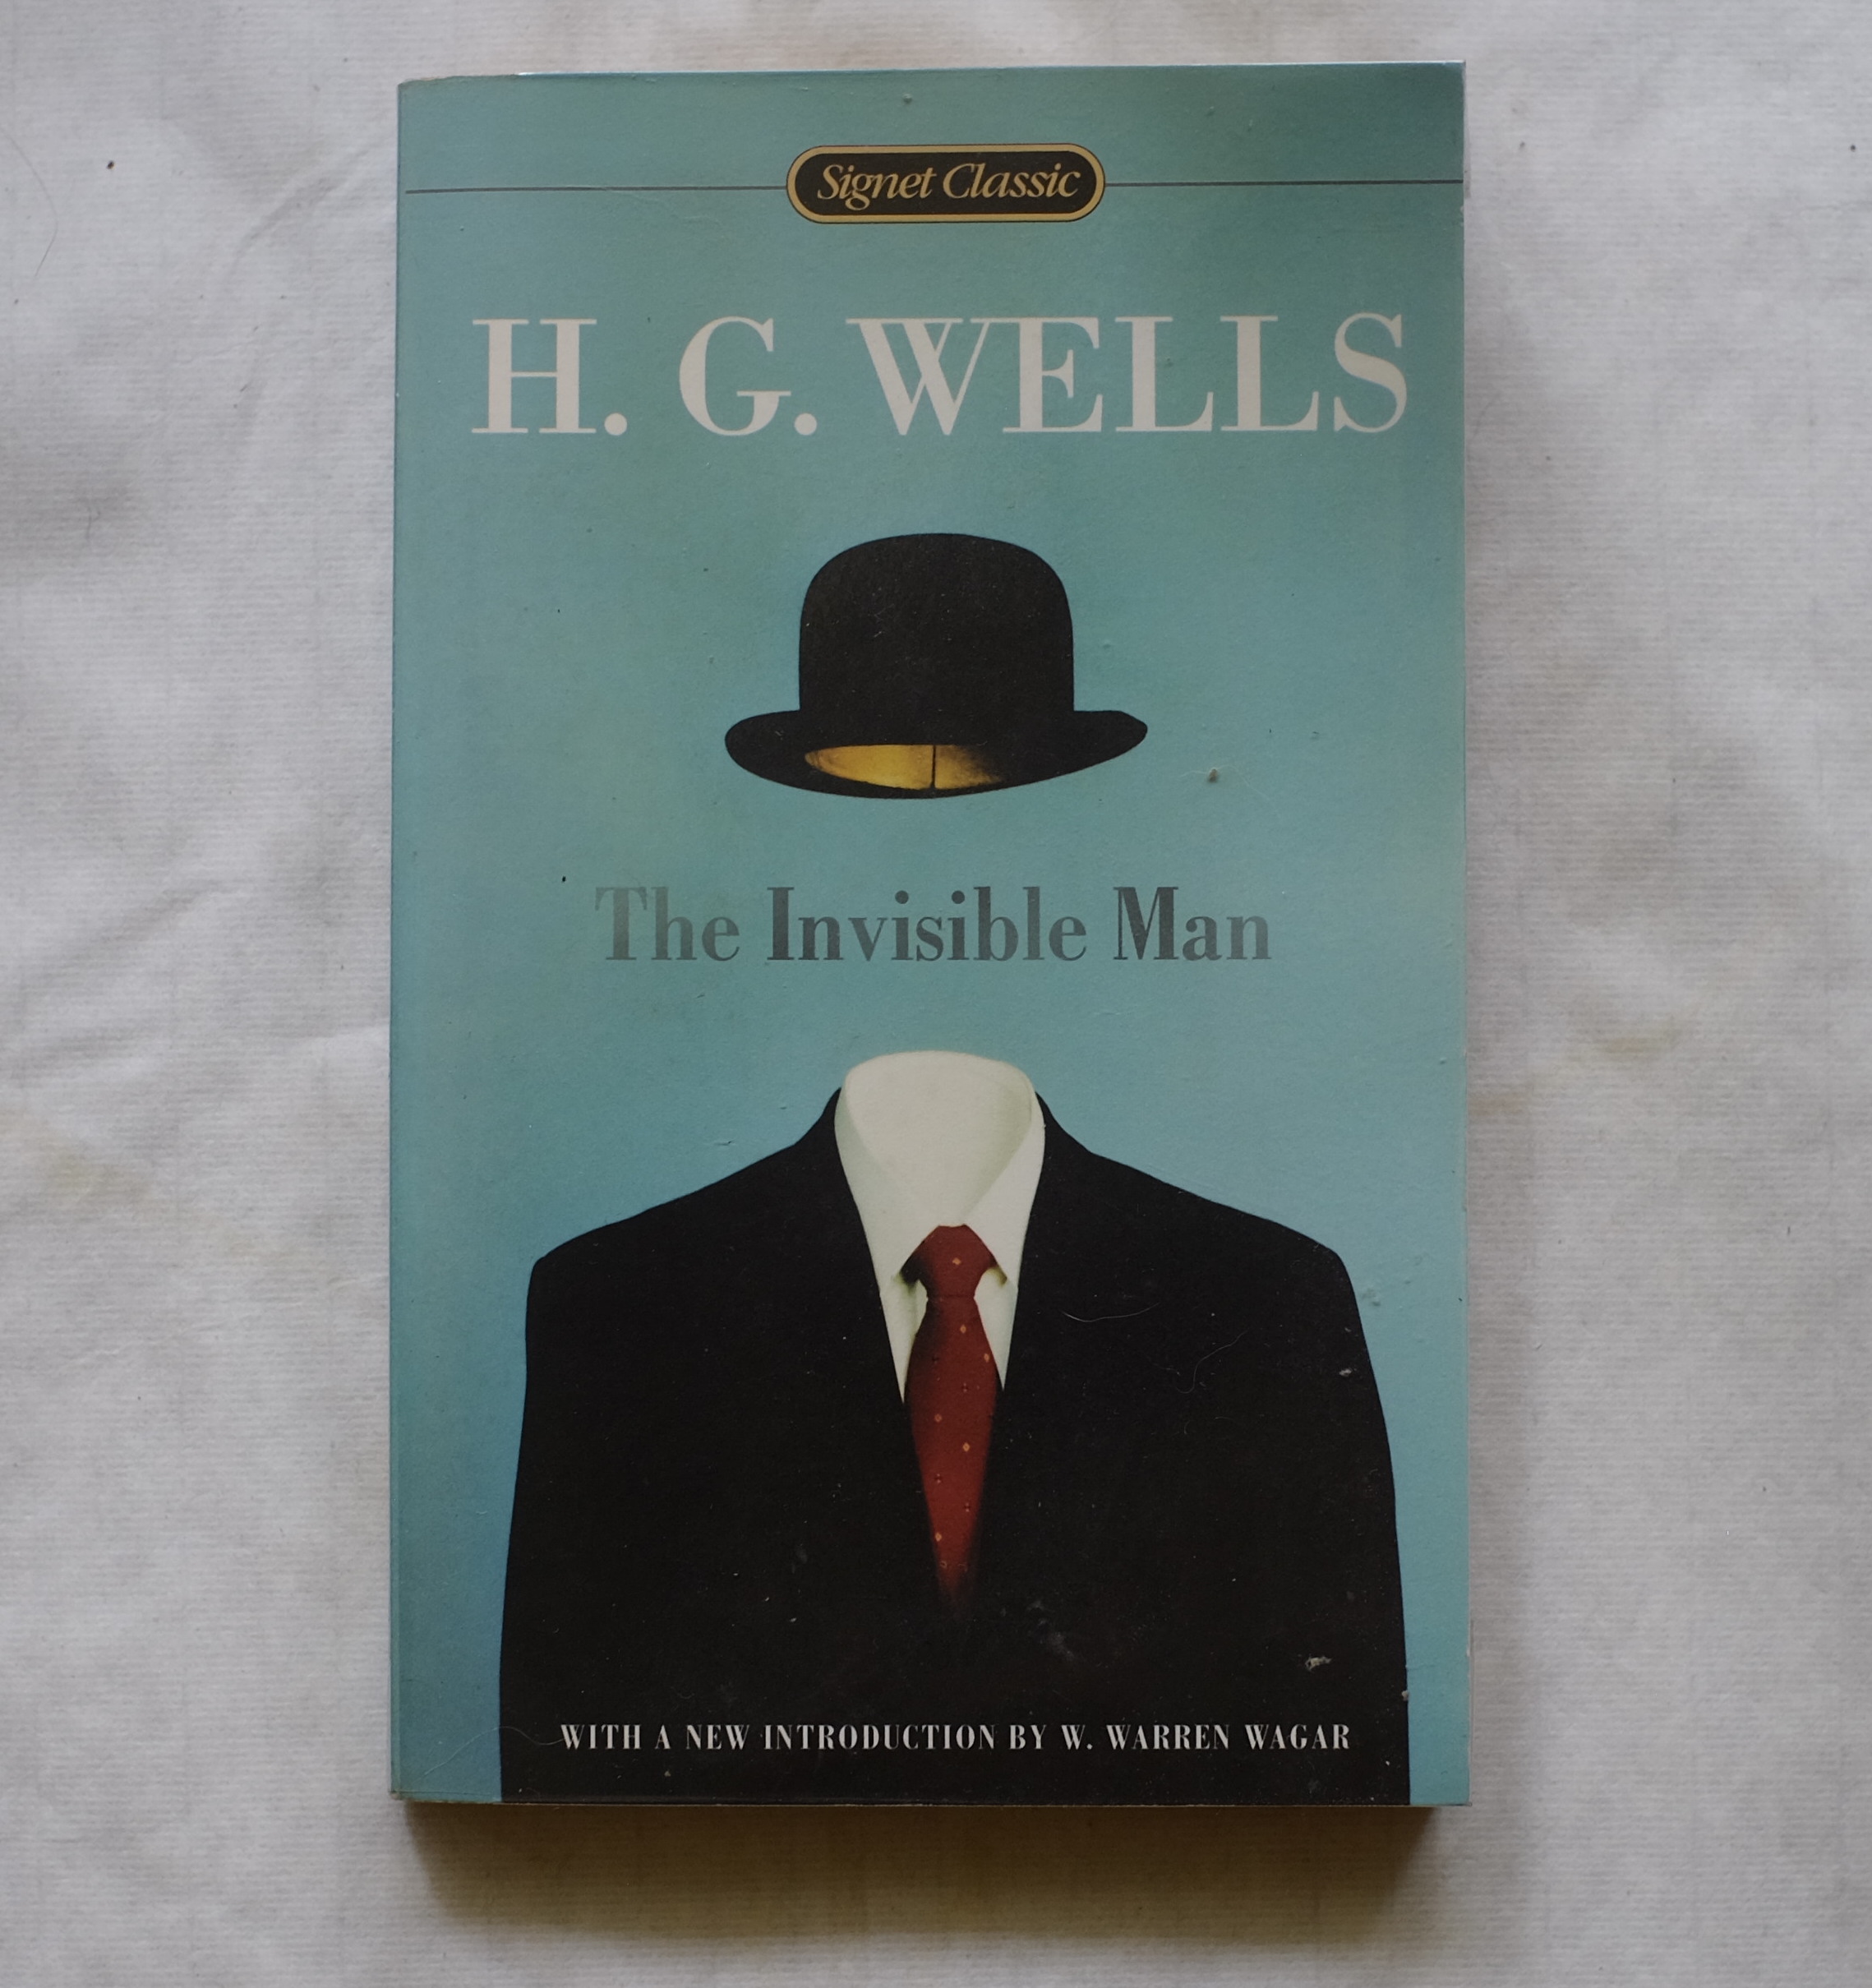 Signet Classic
H. G. WELLS
The Invisible Man
WITH A NEW INTRODUCTION BY W. WARREN WAGAR